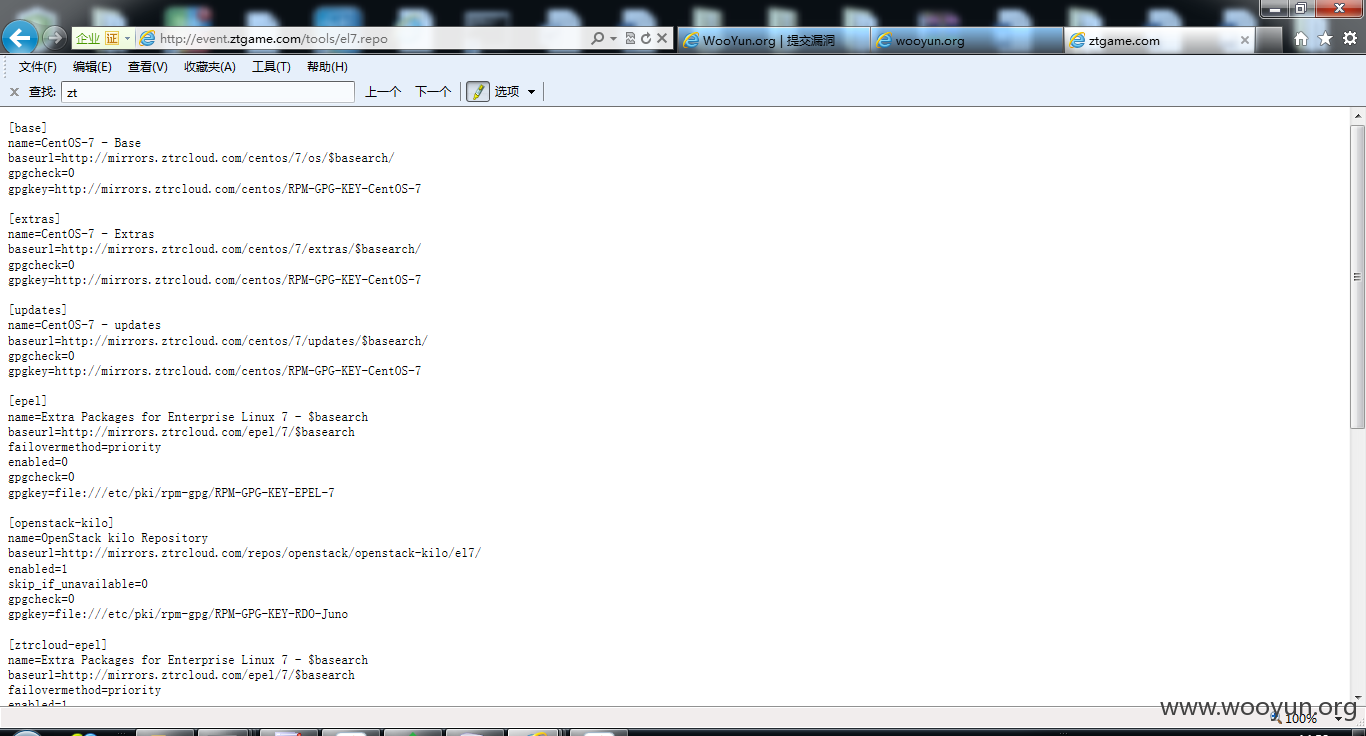 企业 证 http://event.ztgame.com/tools/el7.repo
WooYun.org | 提交漏洞
wooyun.org
ztgame.com
文件(F) 编辑(E) 查看(V) 收藏夹(A) 工具(T) 帮助(H)
查找: zt 上一个 下一个 选项
[base]
name=CentOS-7 - Base
baseurl=http://mirrors.ztrcloud.com/centos/7/os/$basearch/
gpgcheck=0
gpgkey=http://mirrors.ztrcloud.com/centos/RPM-GPG-KEY-CentOS-7
[extras]
name=CentOS-7 - Extras
baseurl=http://mirrors.ztrcloud.com/centos/7/extras/$basearch/
gpgcheck=0
gpgkey=http://mirrors.ztrcloud.com/centos/RPM-GPG-KEY-CentOS-7
[updates]
name=CentOS-7 - updates
baseurl=http://mirrors.ztrcloud.com/centos/7/updates/$basearch/
gpgcheck=0
gpgkey=http://mirrors.ztrcloud.com/centos/RPM-GPG-KEY-CentOS-7
[epel]
name=Extra Packages for Enterprise Linux 7 - $basearch
baseurl=http://mirrors.ztrcloud.com/epel/7/$basearch
failovermethod=priority
enabled=0
gpgcheck=0
gpgkey=file:///etc/pki/rpm-gpg/RPM-GPG-KEY-EPEL-7
[openstack-kilo]
name=OpenStack kilo Repository
baseurl=http://mirrors.ztrcloud.com/repos/openstack/openstack-kilo/el7/
enabled=1
skip_if_unavailable=0
gpgcheck=0
gpgkey=file:///etc/pki/rpm-gpg/RPM-GPG-KEY-RDO-Juno
[ztrcloud-epel]
name=Extra Packages for Enterprise Linux 7 - $basearch
baseurl=http://mirrors.ztrcloud.com/epel/7/$basearch
failovermethod=priority
enabled=1
www.wooyun.org
100%